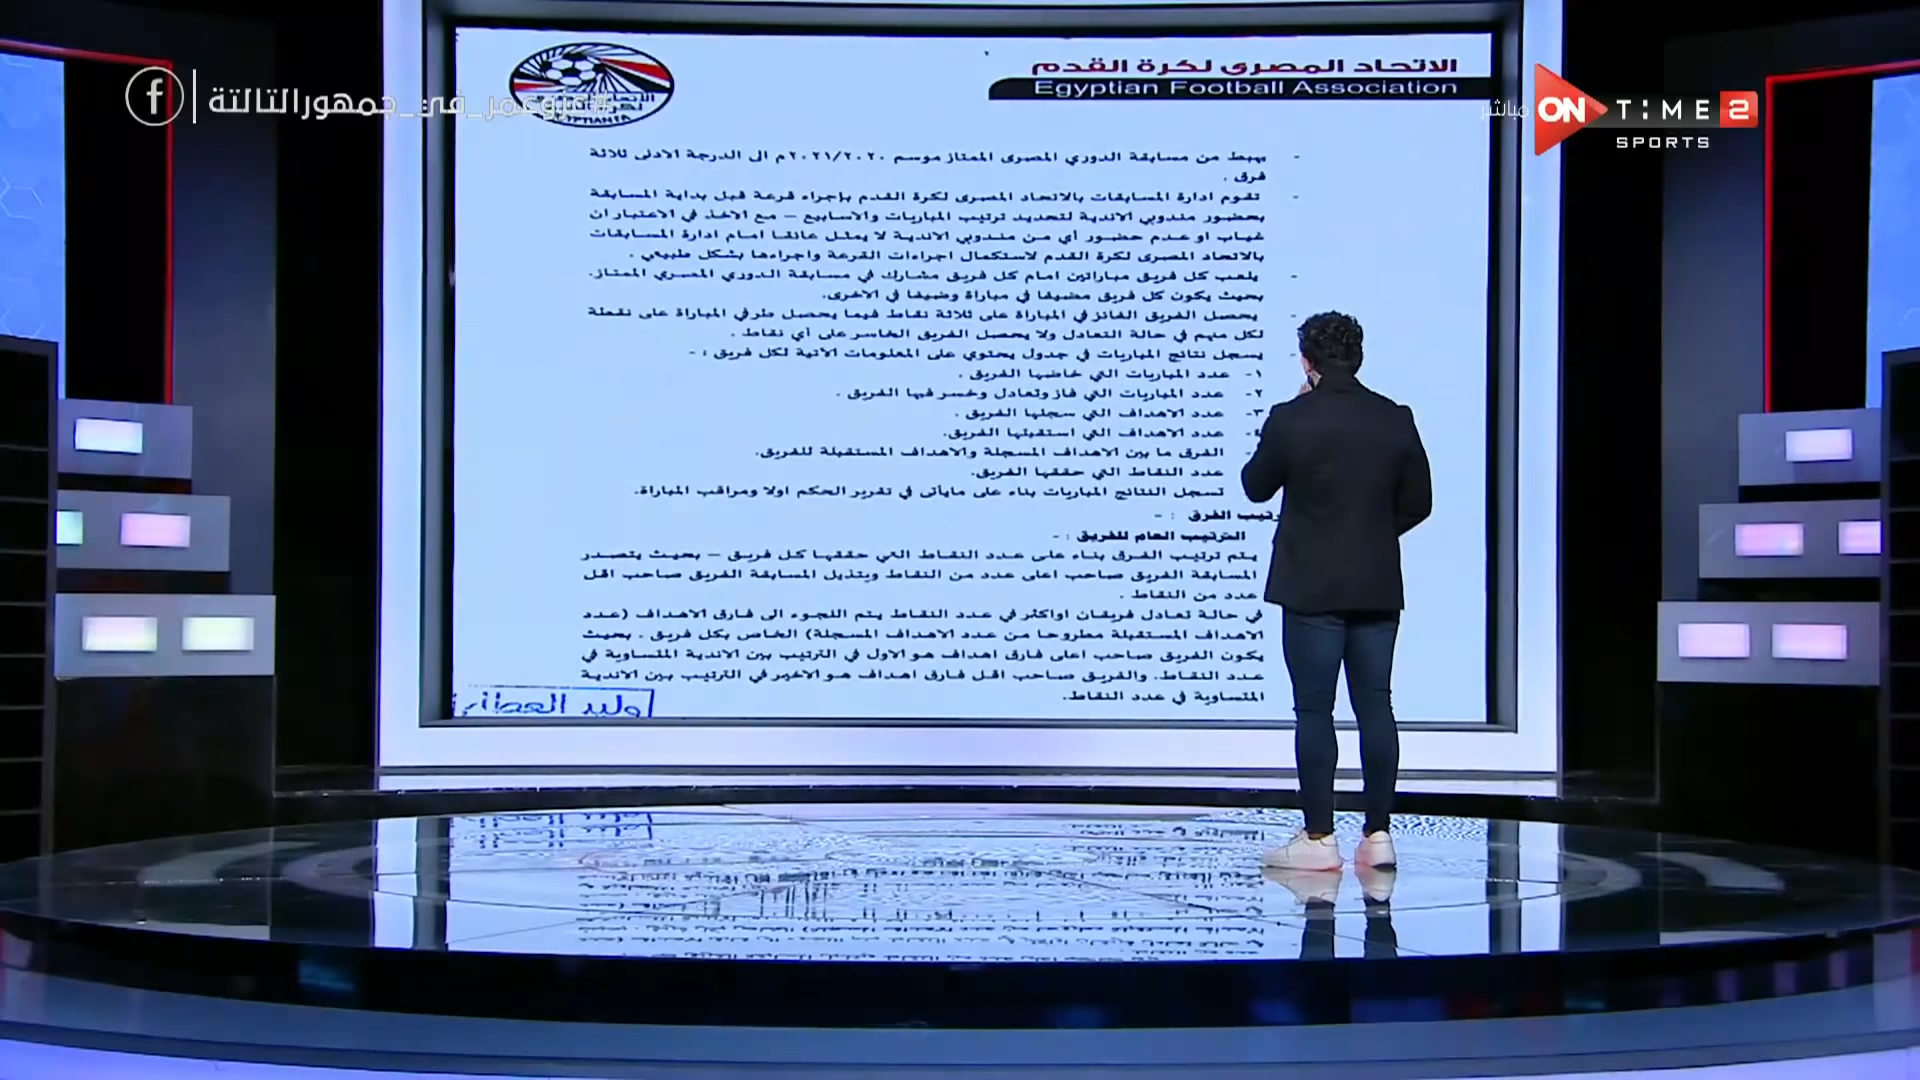 الاتحاد المصرى لكرة القدم
Egyptian Football Association
مباشر
ON TIME 2
SPORTS
- يهبط من مسابقة الدوري المصرى الممتاز موسم ٢٠٢١/٢٠٢٠م الى الدرجة الادنى ثلاثة
فرق .
- تقوم ادارة المسابقات بالاتحاد المصرى لكرة القدم بإجراء قرعة قبل بداية المسابقة
بحضور مندوبي الاندية لتحديد ترتيب المباريات والاسابيع – مع الاخذ في الاعتبار ان
غياب او عدم حضور أي من مندوبي الاندية لا يمثل عائقا امام ادارة المسابقات
بالاتحاد المصرى لكرة القدم لاستكمال اجراءات القرعة واجراءها بشكل طبيعي .
- يلعب كل فريق مباراتين امام كل فريق مشارك في مسابقة الدوري المصري الممتاز.
بحيث يكون كل فريق مضيفا في مباراة وضيفا في الاخرى.
- يحصل الفريق الفائز في المباراة على ثلاثة نقاط فيما يحصل طرفي المباراة على نقطة
لكل منهم في حالة التعادل ولا يحصل الفريق الخاسر على أي نقاط .
- يسجل نتائج المباريات في جدول يحتوي على المعلومات الاتية لكل فريق : -
١- عدد المباريات التي خاضها الفريق .
٢- عدد المباريات التي فاز وتعادل وخسر فيها الفريق .
٣- عدد الاهداف التي سجلها الفريق .
٤- عدد الاهداف التي استقبلها الفريق.
- الفرق ما بين الاهداف المسجلة والاهداف المستقبلة للفريق.
عدد النقاط التي حققها الفريق.
تسجل النتائج المباريات بناء على مايأتى في تقرير الحكم اولا ومراقب المباراة.
رتيب الفرق : -
الترتيب العام للفريق : -
يتم ترتيب الفرق بناء على عدد النقاط التي حققها كل فريق – بحيث يتصدر
المسابقة الفريق صاحب اعلى عدد من النقاط ويتذيل المسابقة الفريق صاحب اقل
عدد من النقاط .
في حالة تعادل فريقان اواكثر في عدد النقاط يتم اللجوء الى فارق الاهداف (عدد
الاهداف المستقبلة مطروحا من عدد الاهداف المسجلة) الخاص بكل فريق . بحيث
يكون الفريق صاحب اعلى فارق اهداف هو الاول في الترتيب بين الاندية المتساوية في
عدد النقاط. والفريق صاحب اقل فارق اهداف هو الاخير في الترتيب بين الاندية
المتساوية في عدد النقاط.
وليد العطار